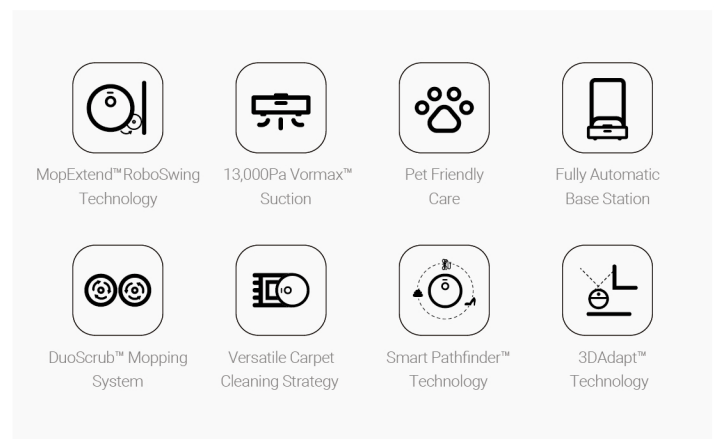 MopExtend™ RoboSwing
Technology
13,000Pa Vormax™
Suction
Pet Friendly
Care
Fully Automatic
Base Station
DuoScrub™ Mopping
System
Versatile Carpet
Cleaning Strategy
Smart Pathfinder™
Technology
3DAdapt™
Technology